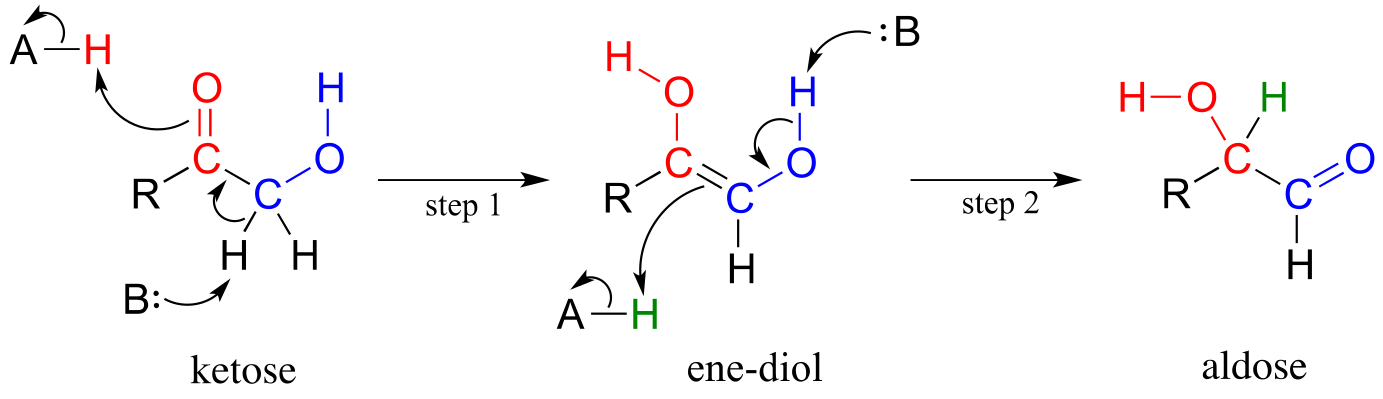 A H
O H
R C C O
H H
B:
ketose
step 1
H O H :B
R C C O
H
A H
ene-diol
step 2
H O H
R C C O
H
aldose